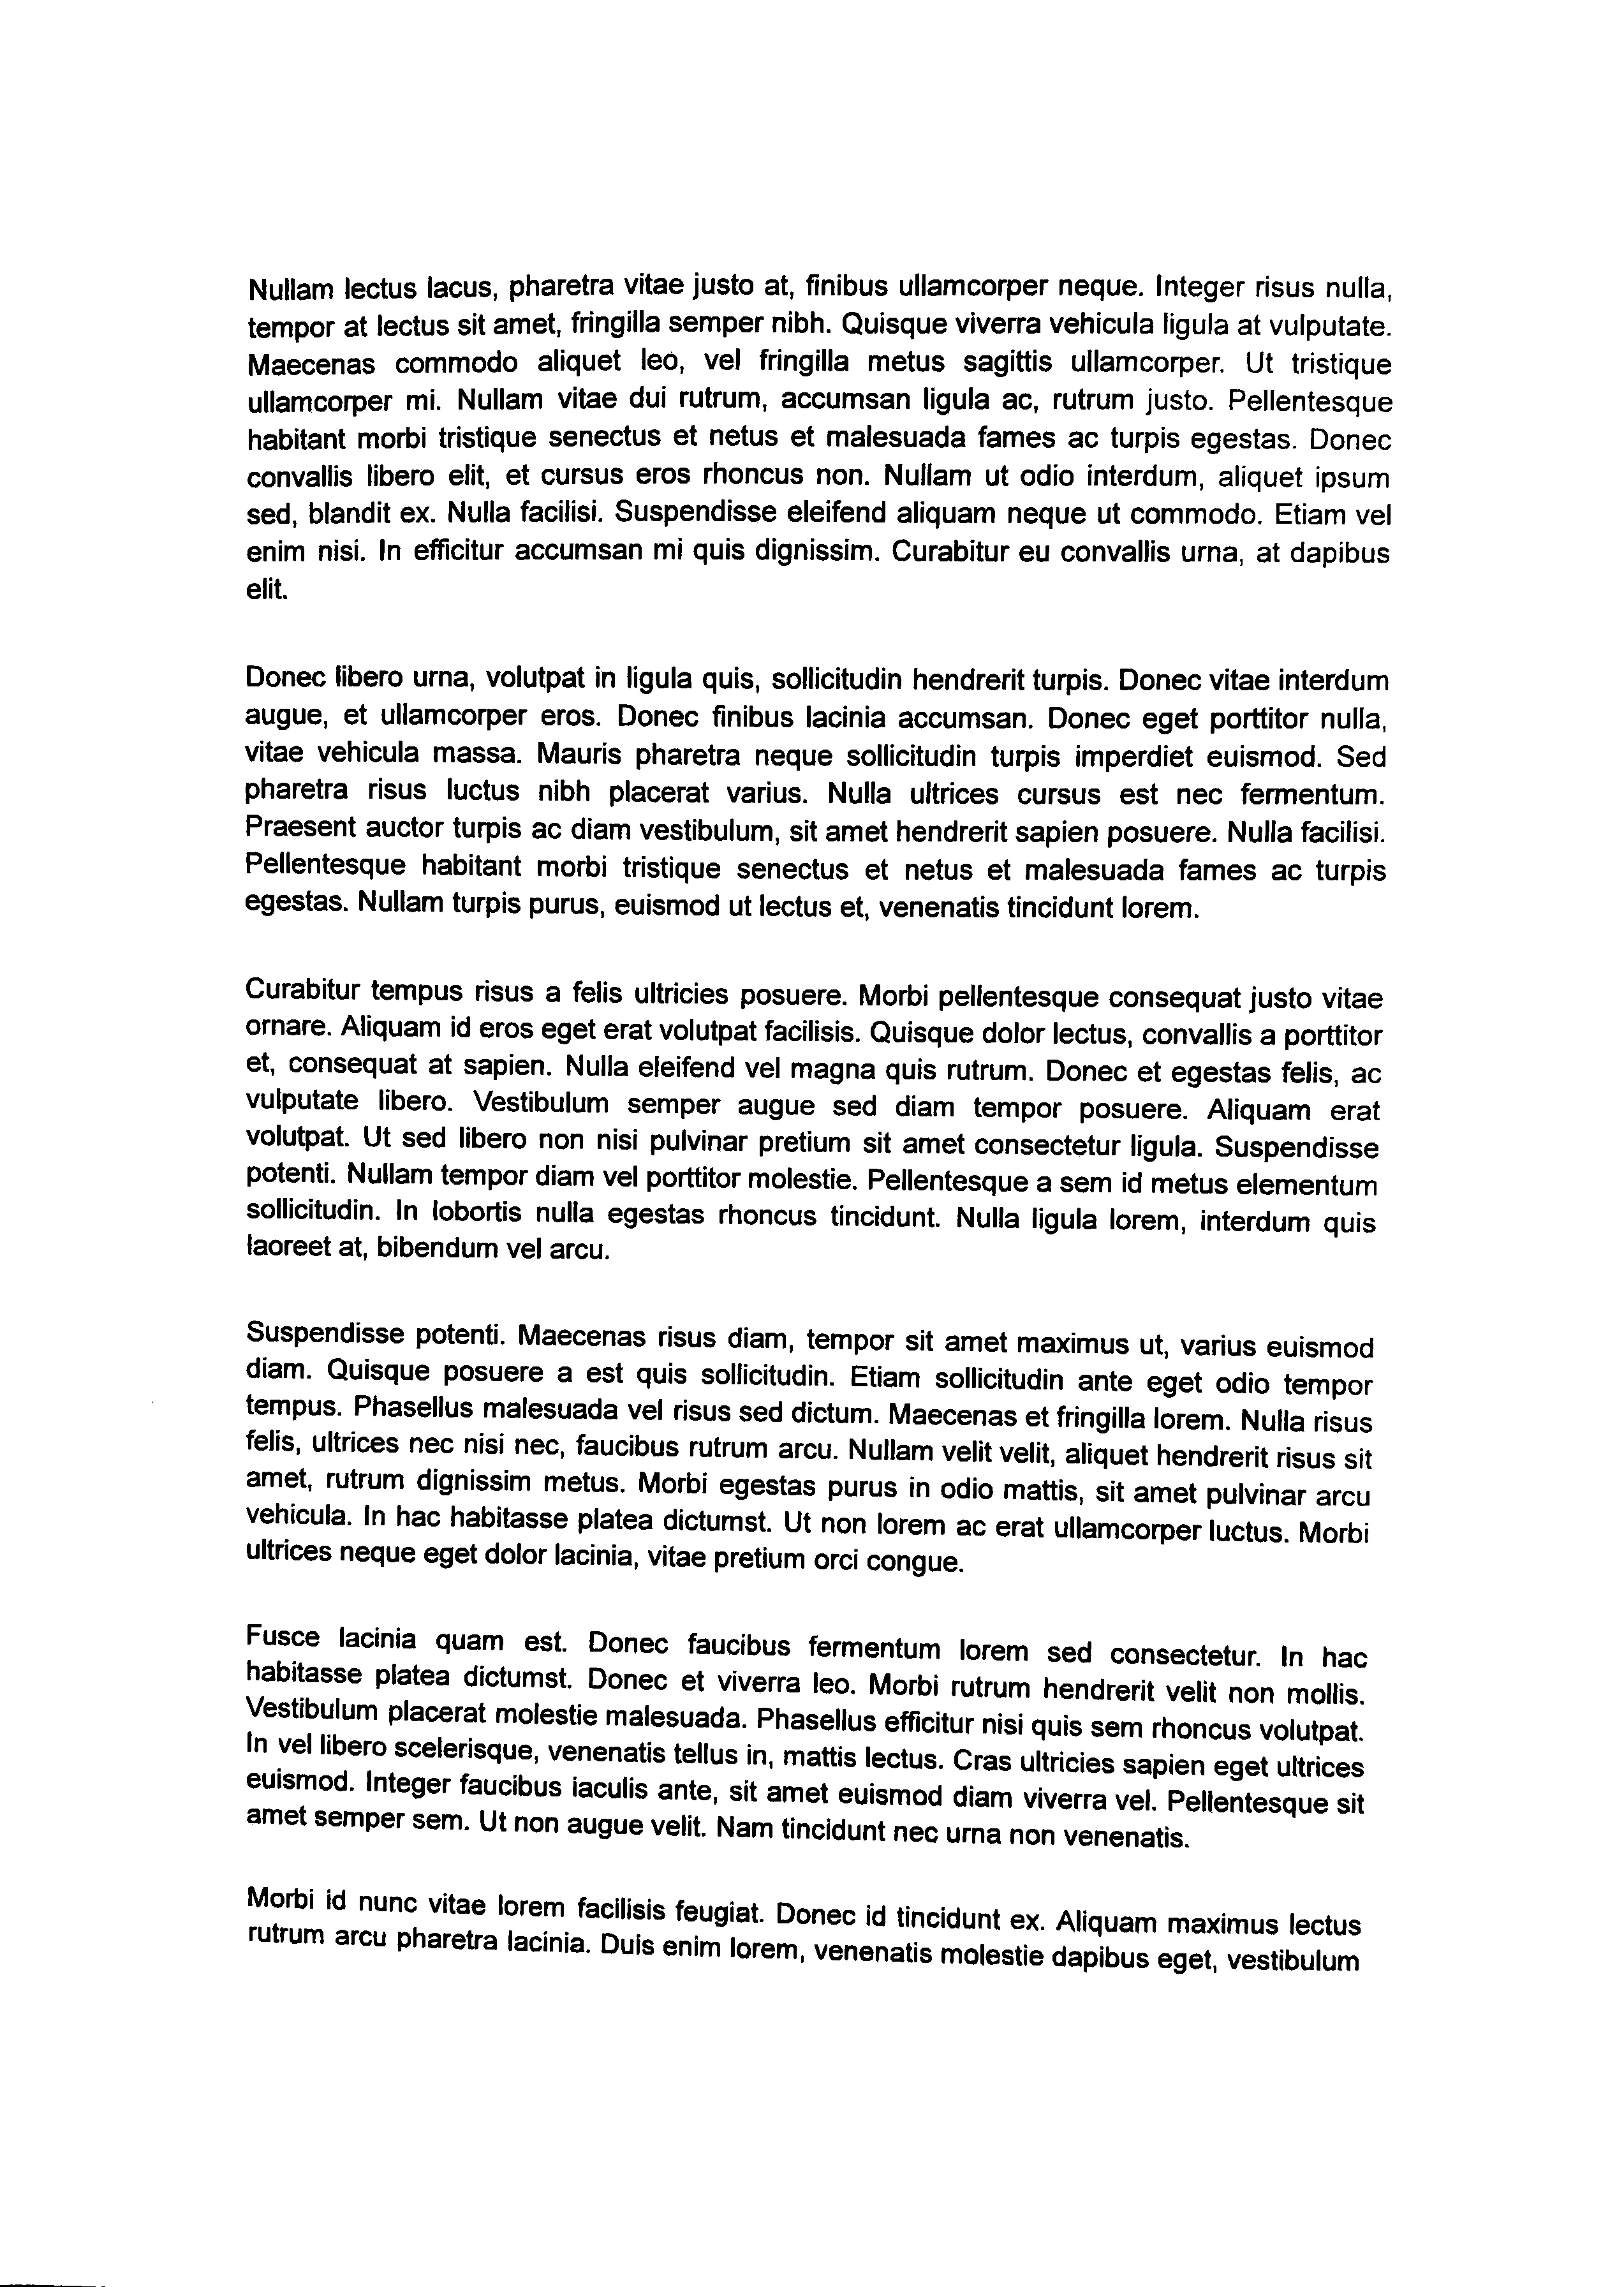 Nullam lectus lacus, pharetra vitae justo at, finibus ullamcorper neque. Integer risus nulla,
tempor at lectus sit amet, fringilla semper nibh. Quisque viverra vehicula ligula at vulputate.
Maecenas commodo aliquet leo, vel fringilla metus sagittis ullamcorper. Ut tristique
ullamcorper mi. Nullam vitae dui rutrum, accumsan ligula ac, rutrum justo. Pellentesque
habitant morbi tristique senectus et netus et malesuada fames ac turpis egestas. Donec
convallis libero elit, et cursus eros rhoncus non. Nullam ut odio interdum, aliquet ipsum
sed, blandit ex. Nulla facilisi. Suspendisse eleifend aliquam neque ut commodo. Etiam vel
enim nisi. In efficitur accumsan mi quis dignissim. Curabitur eu convallis urna, at dapibus
elit.
Donec libero urna, volutpat in ligula quis, sollicitudin hendrerit turpis. Donec vitae interdum
augue, et ullamcorper eros. Donec finibus lacinia accumsan. Donec eget porttitor nulla,
vitae vehicula massa. Mauris pharetra neque sollicitudin turpis imperdiet euismod. Sed
pharetra risus luctus nibh placerat varius. Nulla ultrices cursus est nec fermentum.
Praesent auctor turpis ac diam vestibulum, sit amet hendrerit sapien posuere. Nulla facilisi.
Pellentesque habitant morbi tristique senectus et netus et malesuada fames ac turpis
egestas. Nullam turpis purus, euismod ut lectus et, venenatis tincidunt lorem.
Curabitur tempus risus a felis ultricies posuere. Morbi pellentesque consequat justo vitae
ornare. Aliquam id eros eget erat volutpat facilisis. Quisque dolor lectus, convallis a porttitor
et, consequat at sapien. Nulla eleifend vel magna quis rutrum. Donec et egestas felis, ac
vulputate libero. Vestibulum semper augue sed diam tempor posuere. Aliquam erat
volutpat. Ut sed libero non nisi pulvinar pretium sit amet consectetur ligula. Suspendisse
potenti. Nullam tempor diam vel porttitor molestie. Pellentesque a sem id metus elementum
sollicitudin. In lobortis nulla egestas rhoncus tincidunt. Nulla ligula lorem, interdum quis
laoreet at, bibendum vel arcu.
Suspendisse potenti. Maecenas risus diam, tempor sit amet maximus ut, varius euismod
diam. Quisque posuere a est quis sollicitudin. Etiam sollicitudin ante eget odio tempor
tempus. Phasellus malesuada vel risus sed dictum. Maecenas et fringilla lorem. Nulla risus
felis, ultrices nec nisi nec, faucibus rutrum arcu. Nullam velit velit, aliquet hendrerit risus sit
amet, rutrum dignissim metus. Morbi egestas purus in odio mattis, sit amet pulvinar arcu
vehicula. In hac habitasse platea dictumst. Ut non lorem ac erat ullamcorper luctus. Morbi
ultrices neque eget dolor lacinia, vitae pretium orci congue.
Fusce lacinia quam est. Donec faucibus fermentum lorem sed consectetur. In hac
habitasse platea dictumst. Donec et viverra leo. Morbi rutrum hendrerit velit non mollis.
Vestibulum placerat molestie malesuada. Phasellus efficitur nisi quis sem rhoncus volutpat.
In vel libero scelerisque, venenatis tellus in, mattis lectus. Cras ultricies sapien eget ultrices
euismod. Integer faucibus iaculis ante, sit amet euismod diam viverra vel. Pellentesque sit
amet semper sem. Ut non augue velit. Nam tincidunt nec urna non venenatis.
Morbi id nunc vitae lorem facilisis feugiat. Donec id tincidunt ex. Aliquam maximus lectus
rutrum arcu pharetra lacinia. Duis enim lorem, venenatis molestie dapibus eget, vestibulum